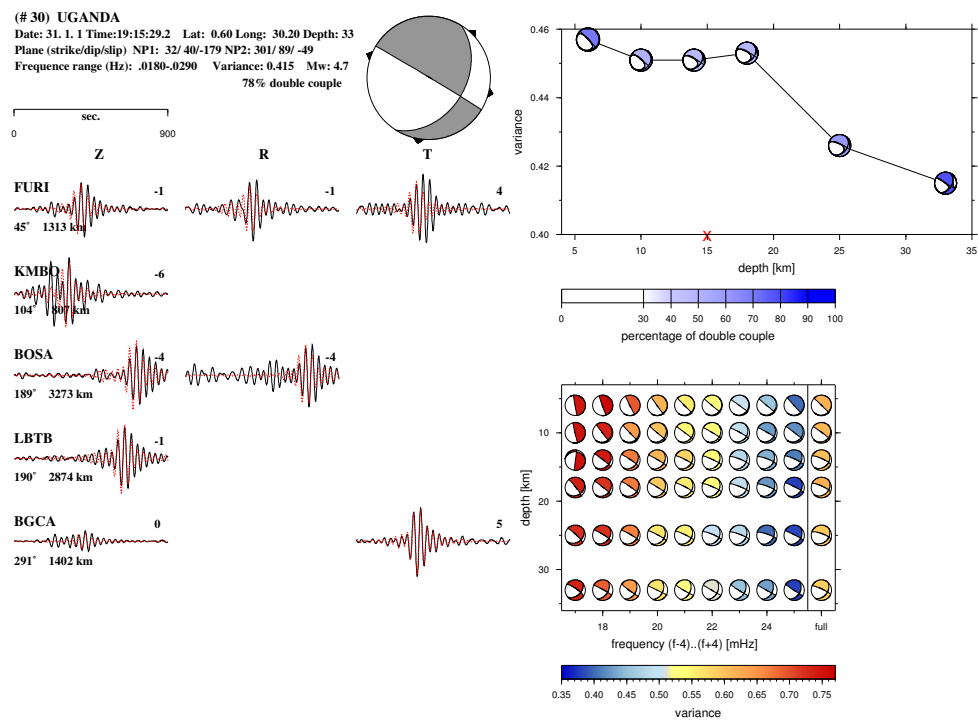 (# 30) UGANDA
Date: 31. 1. 1 Time:19:15:29.2 Lat: 0.60 Long: 30.20 Depth: 33
Plane (strike/dip/slip) NP1: 32/ 40/-179 NP2: 301/ 89/ -49
Frequence range (Hz): .0180-.0290 Variance: 0.415 Mw: 4.7
78% double couple
sec.
0 900
Z R T
FURI -1 -1 4
45° 1313 km
KMBO -6
104° 807 km
BOSA -4 -4
189° 3273 km
LBTB -1
190° 2874 km
BGCA 0 5
291° 1402 km
0.46
0.44
0.42
0.40
variance
X
5 10 15 20 25 30 35
depth [km]
0 30 40 50 60 70 80 90 100
percentage of double couple
10
20
30
depth [km]
18 20 22 24 full
frequency (f-4)..(f+4) [mHz]
0.35 0.40 0.45 0.50 0.55 0.60 0.65 0.70 0.75
variance